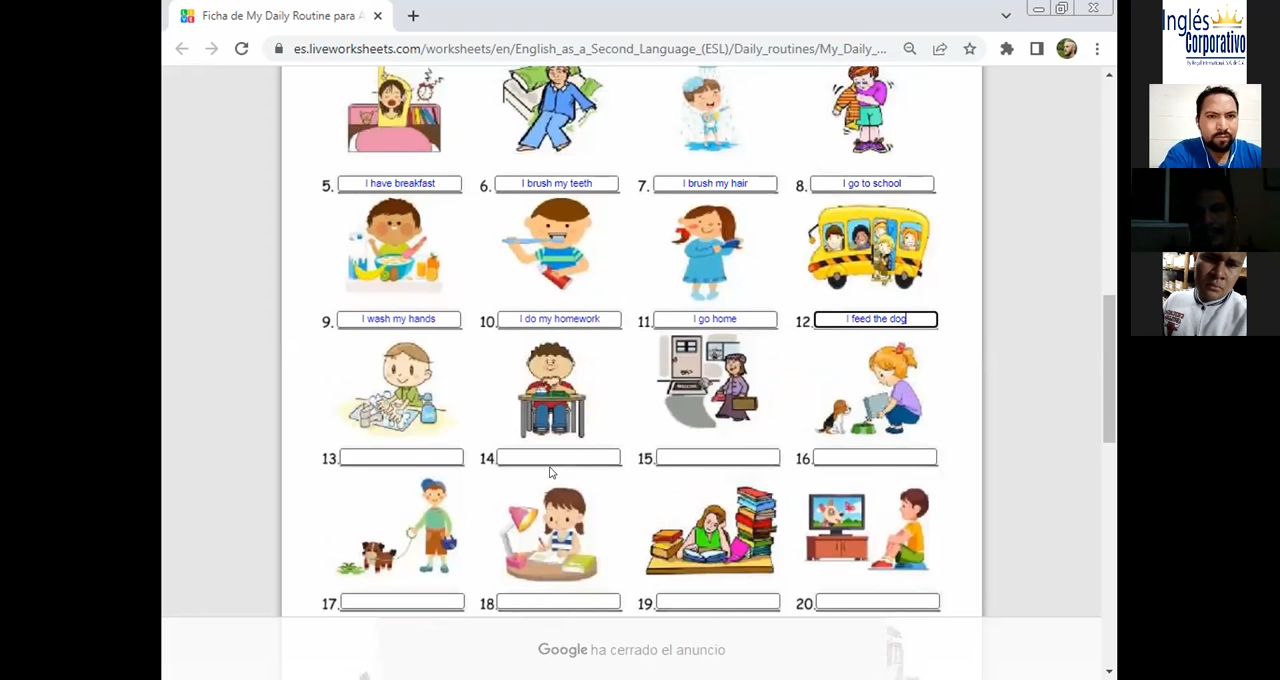 Ficha de My Daily Routine para A
es.liveworksheets.com/worksheets/en/English_as_a_Second_Language_(ESL)/Daily_routines/My_Daily_...
Inglés
Corporativo
5. I have breakfast
6. I brush my teeth
7. I brush my hair
8. I go to school
9. I wash my hands
10. I do my homework
11. I go home
12. I feed the dog
13.
14.
15.
16.
17.
18.
19.
20.
Google ha cerrado el anuncio